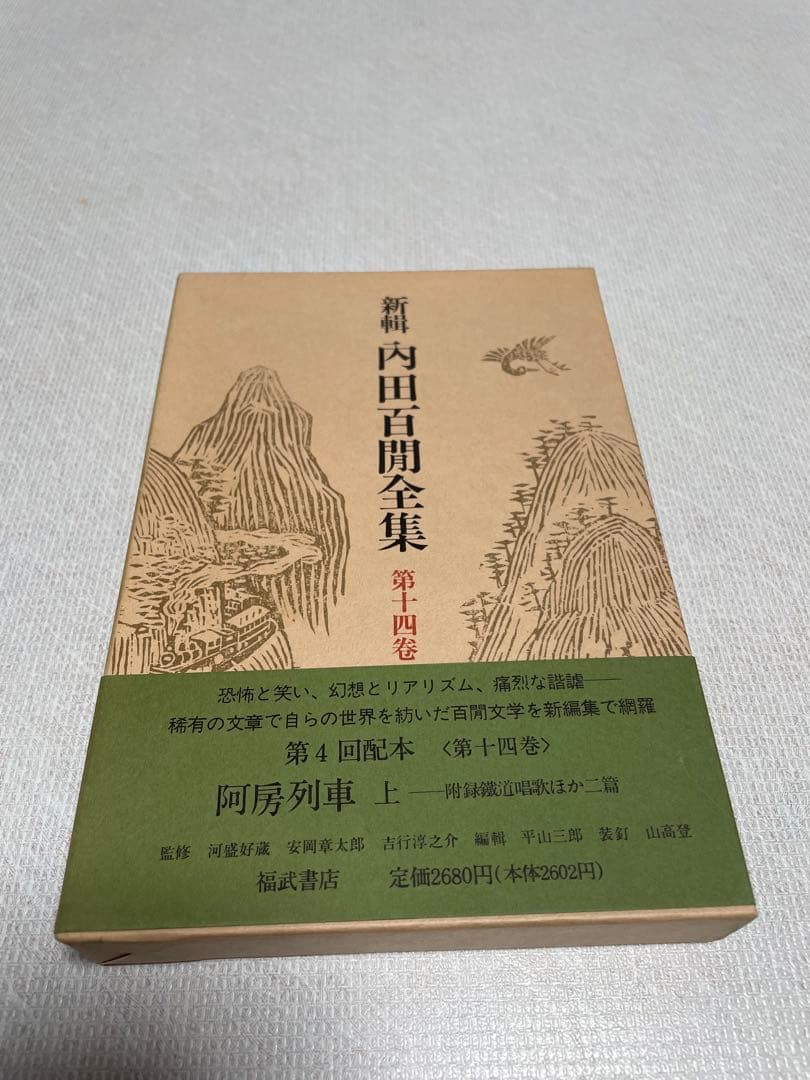 新輯 内田百閒全集 第十四巻
恐怖と笑い、幻想とリアリズム、痛烈な諧謔——
稀有の文章で自らの世界を紡いだ百閒文学を新編集で網羅
第4回配本 〈第十四巻〉
阿房列車 上 ——附録鐵道唱歌ほか二篇
監修 河盛好蔵 安岡章太郎 吉行淳之介 編輯 平山三郎 装釘 山高登
福武書店 定価2680円(本体2602円)